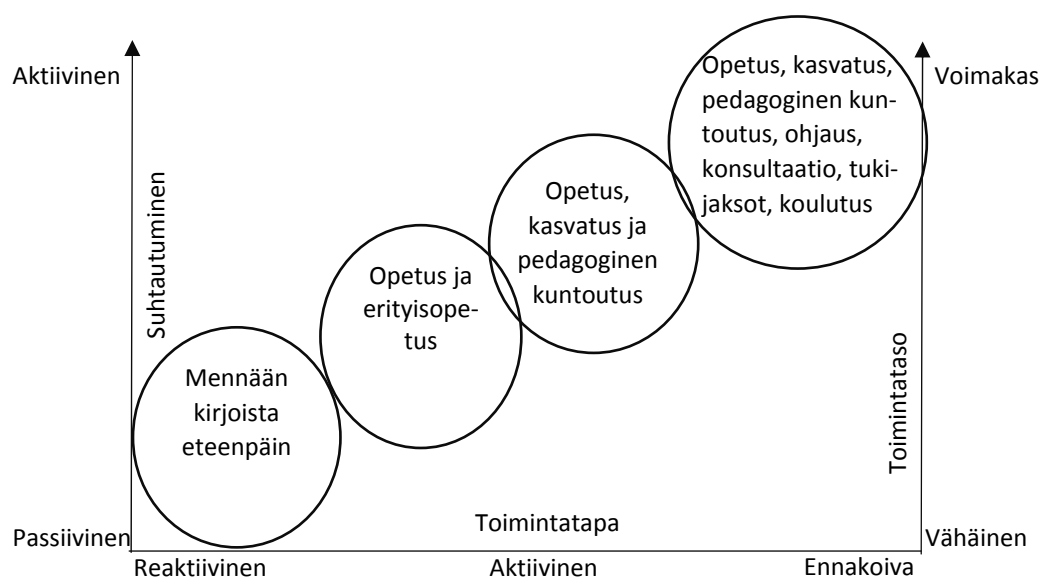 Aktiivinen
Suhtautuminen
Passiivinen
Mennään
kirjoista
eteenpäin
Opetus ja
erityisope-
tus
Opetus,
kasvatus ja
pedagoginen
kuntoutus
Opetus, kasvatus,
pedagoginen kun-
toutus, ohjaus,
konsultaatio, tuki-
jaksot, koulutus
Voimakas
Toimintataso
Vähäinen
Toimintatapa
Reaktiivinen
Aktiivinen
Ennakoiva